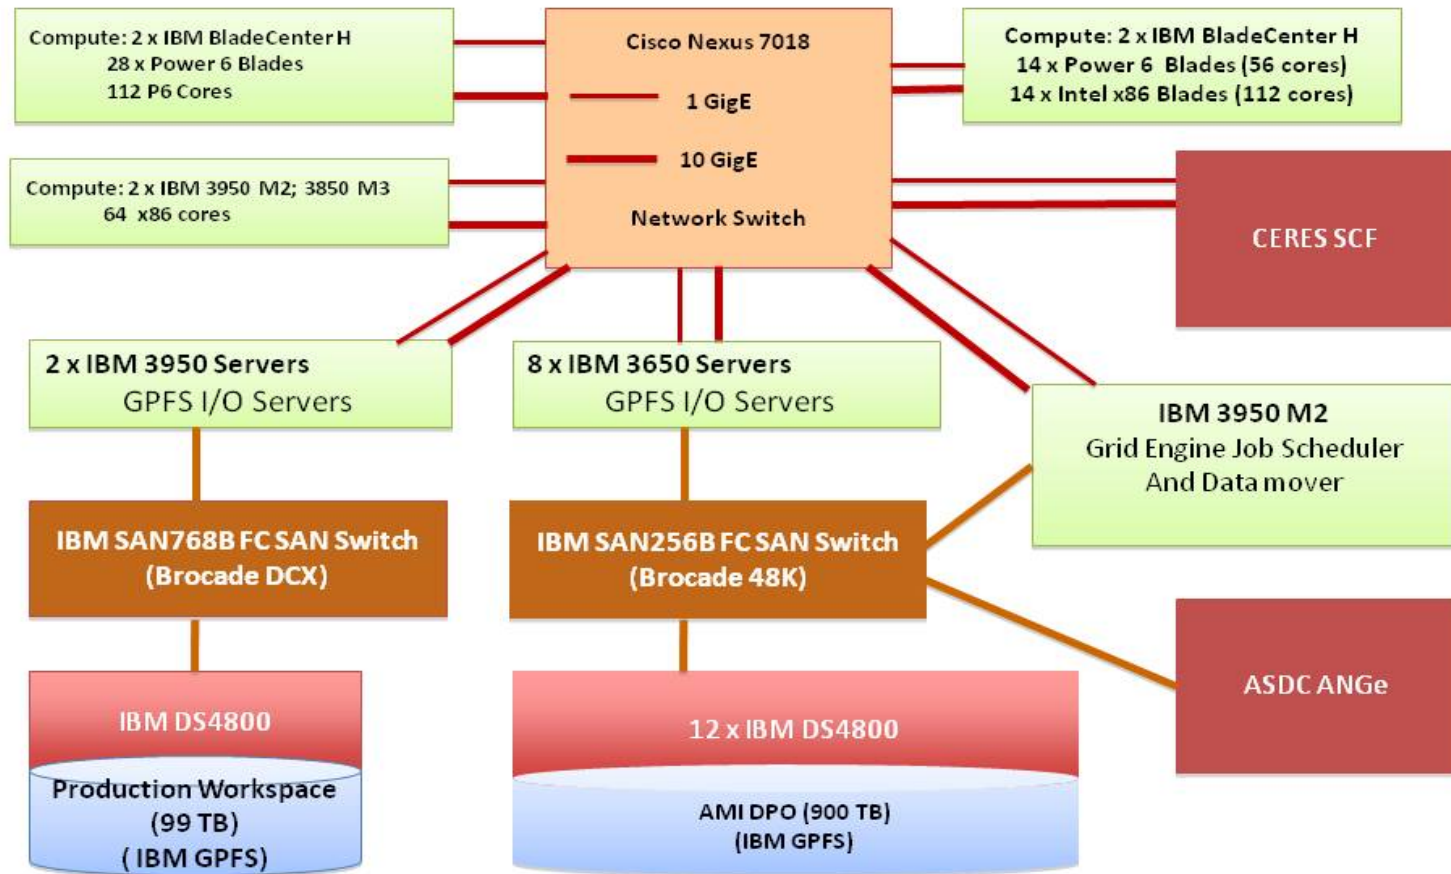 Compute: 2 x IBM BladeCenter H
28 x Power 6 Blades
112 P6 Cores
Cisco Nexus 7018
1 GigE
10 GigE
Network Switch
Compute: 2 x IBM BladeCenter H
14 x Power 6 Blades (56 cores)
14 x Intel x86 Blades (112 cores)
Compute: 2 x IBM 3950 M2; 3850 M3
64 x86 cores
CERES SCF
2 x IBM 3950 Servers
GPFS I/O Servers
8 x IBM 3650 Servers
GPFS I/O Servers
IBM 3950 M2
Grid Engine Job Scheduler
And Data mover
IBM SAN768B FC SAN Switch
(Brocade DCX)
IBM SAN256B FC SAN Switch
(Brocade 48K)
ASDC ANGe
IBM DS4800
Production Workspace
(99 TB)
( IBM GPFS)
12 x IBM DS4800
AMI DPO (900 TB)
(IBM GPFS)